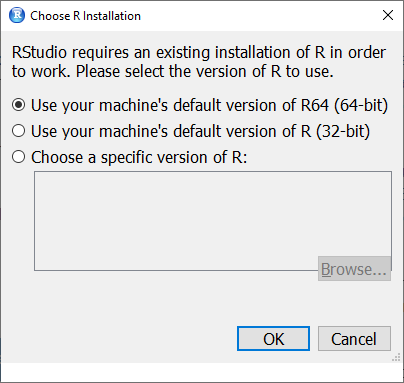 Choose R Installation
RStudio requires an existing installation of R in order
to work. Please select the version of R to use.
Use your machine's default version of R64 (64-bit)
Use your machine's default version of R (32-bit)
Choose a specific version of R:
Browse...
OK Cancel